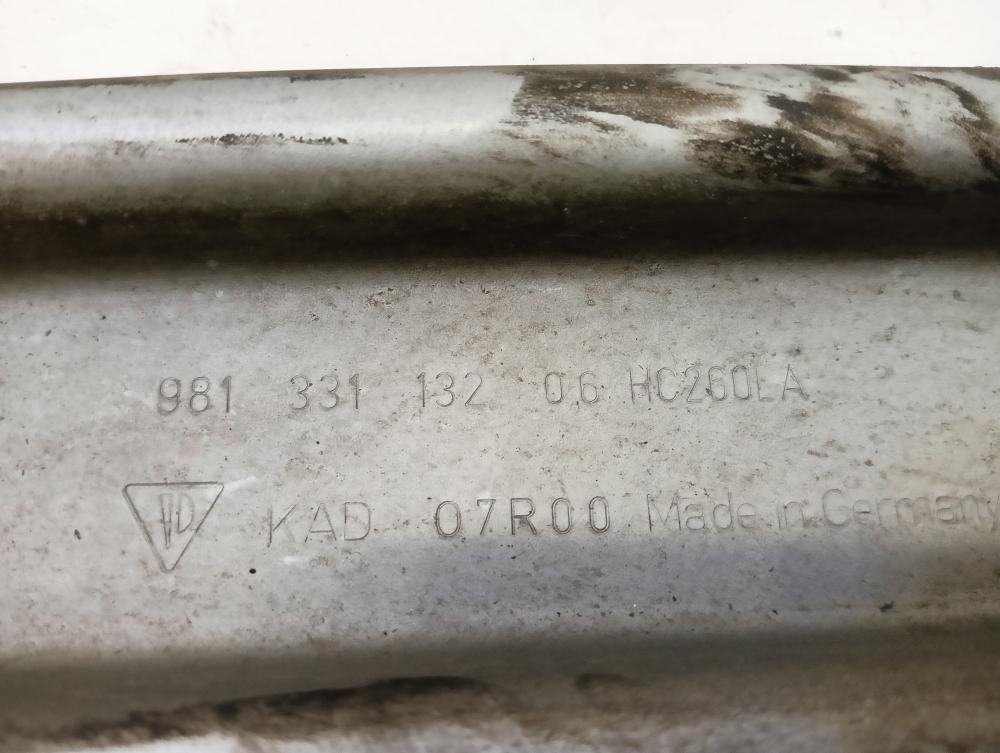 981 331 132 06 HC260LA
KAD 07R00 Made in Germany